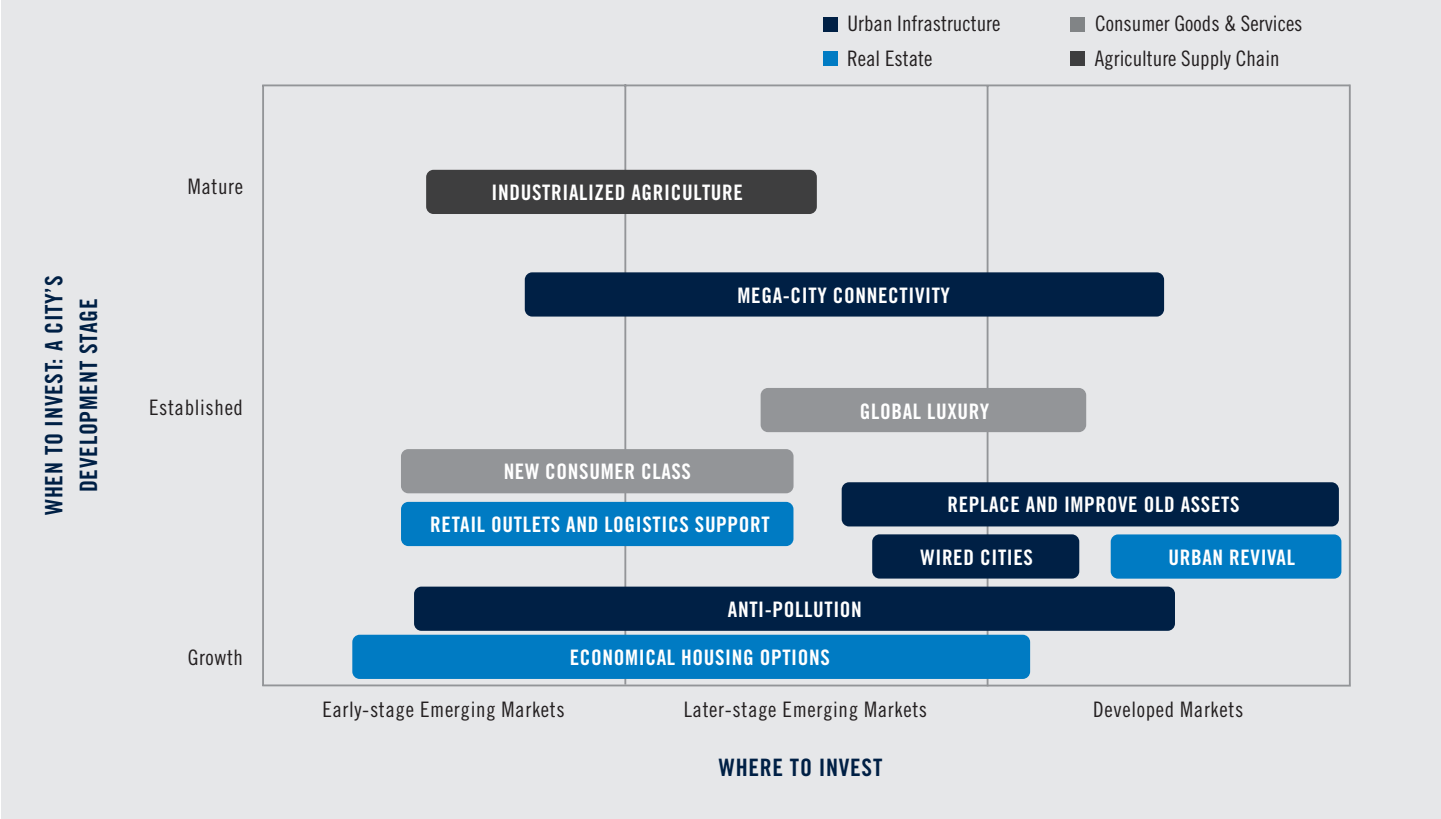 Urban Infrastructure
Consumer Goods & Services
Real Estate
Agriculture Supply Chain
WHEN TO INVEST: A CITY'S
DEVELOPMENT STAGE
Mature
INDUSTRIALIZED AGRICULTURE
MEGA-CITY CONNECTIVITY
Established
GLOBAL LUXURY
NEW CONSUMER CLASS
REPLACE AND IMPROVE OLD ASSETS
RETAIL OUTLETS AND LOGISTICS SUPPORT
WIRED CITIES
URBAN REVIVAL
ANTI-POLLUTION
Growth
ECONOMICAL HOUSING OPTIONS
Early-stage Emerging Markets
Later-stage Emerging Markets
Developed Markets
WHERE TO INVEST